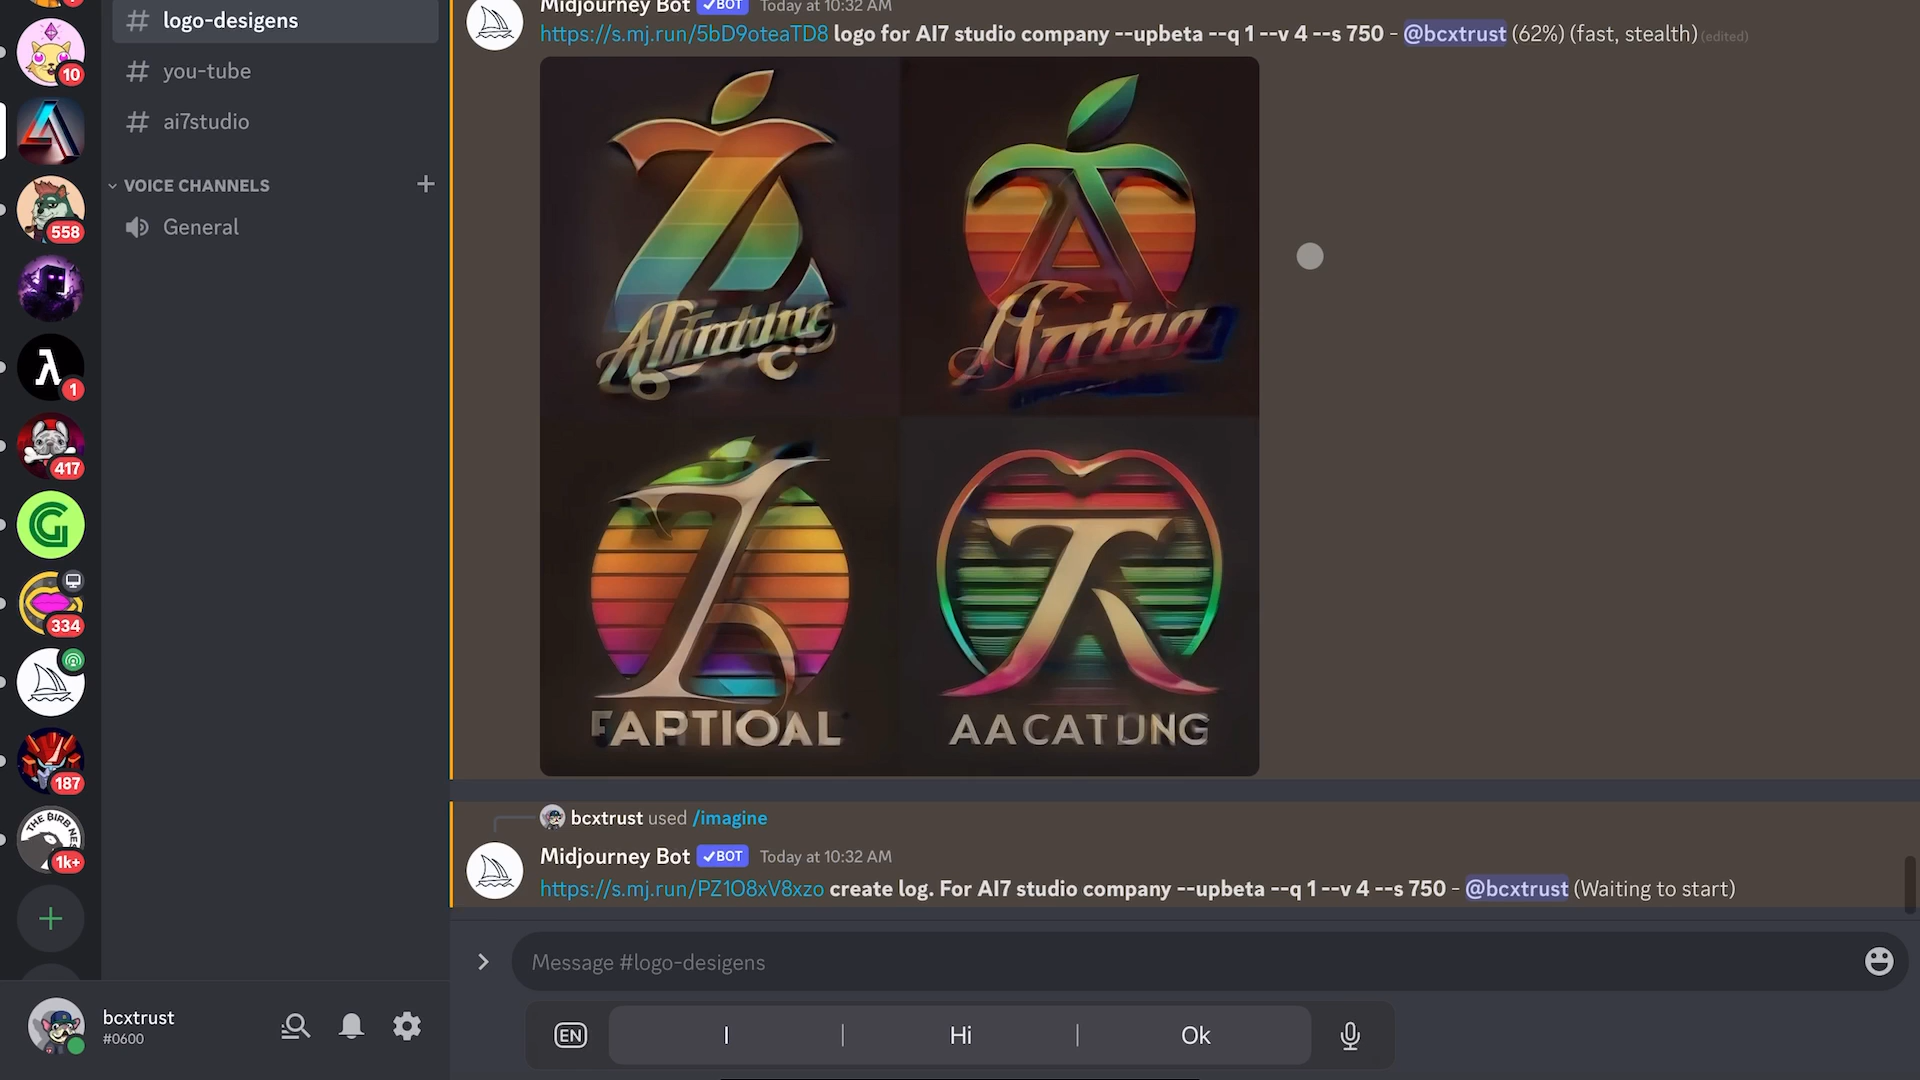 # logo-desigens
# you-tube
# ai7studio
VOICE CHANNELS
General
10
558
1
417
G
334
187
THE BIRB NE
1k+
bcxtrust
#0600
Midjourney Bot ✓BOT Today at 10:32 AM
https://s.mj.run/5bD9oteaTD8 logo for AI7 studio company --upbeta --q 1 --v 4 --s 750 - @bcxtrust (62%) (fast, stealth) (edited)
FAPTIOAL
AACATUNG
bcxtrust used /imagine
Midjourney Bot ✓BOT Today at 10:32 AM
https://s.mj.run/PZ1O8xV8xzo create log. For AI7 studio company --upbeta --q 1 --v 4 --s 750 - @bcxtrust (Waiting to start)
Message #logo-desigens
EN
I | Hi | Ok